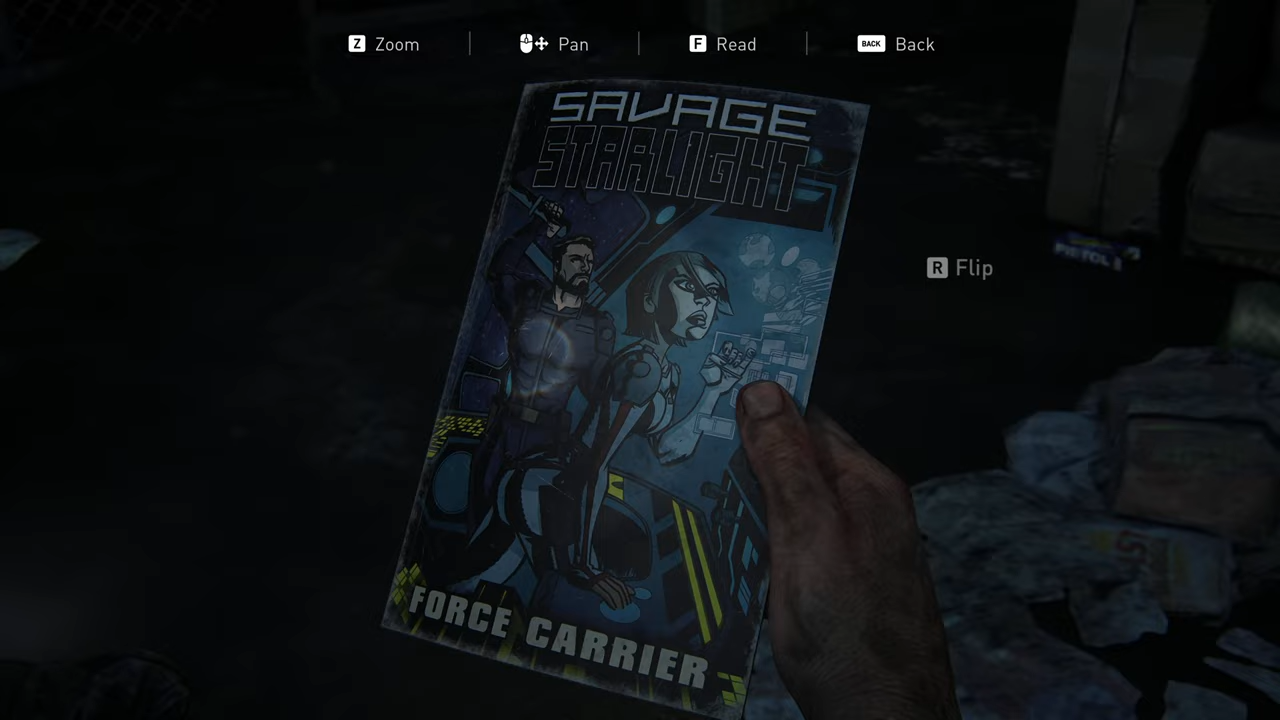 Z Zoom
Pan
F Read
BACK Back
SAVAGE
STARLIGHT
R Flip
FORCE CARRIER